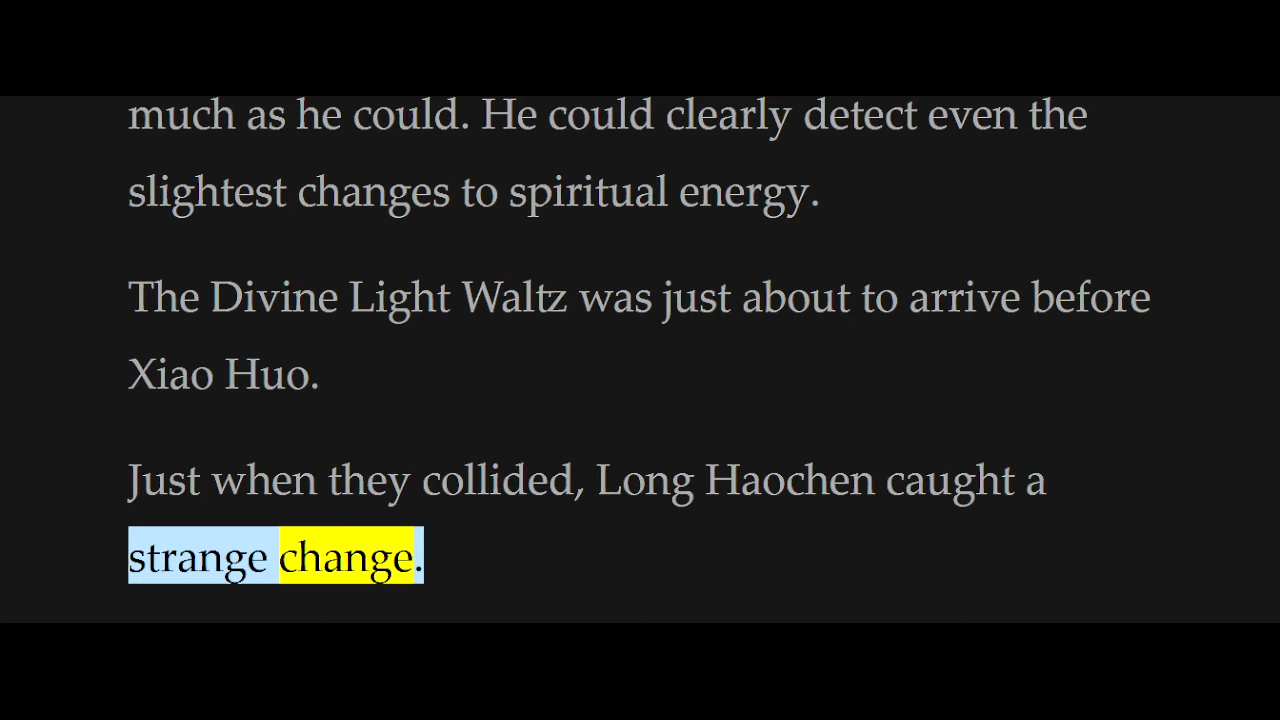 much as he could. He could clearly detect even the
slightest changes to spiritual energy.
The Divine Light Waltz was just about to arrive before
Xiao Huo.
Just when they collided, Long Haochen caught a
strange change.